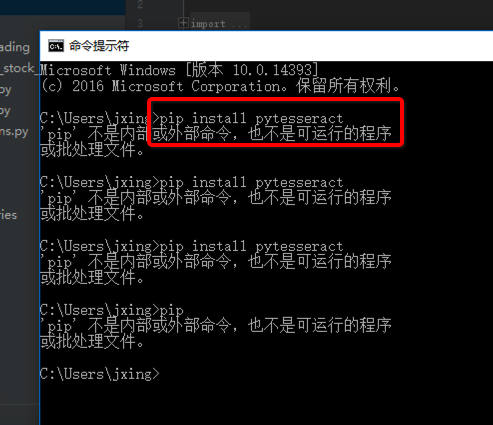 2
3
import ...
ading
_stock_
py
py
ns.py
ries
命令提示符
Microsoft Windows [版本 10.0.14393]
(c) 2016 Microsoft Corporation。保留所有权利。
C:\Users\jxing>pip install pytesseract
'pip' 不是内部或外部命令，也不是可运行的程序
或批处理文件。
C:\Users\jxing>pip install pytesseract
'pip' 不是内部或外部命令，也不是可运行的程序
或批处理文件。
C:\Users\jxing>pip install pytesseract
'pip' 不是内部或外部命令，也不是可运行的程序
或批处理文件。
C:\Users\jxing>pip
'pip' 不是内部或外部命令，也不是可运行的程序
或批处理文件。
C:\Users\jxing>